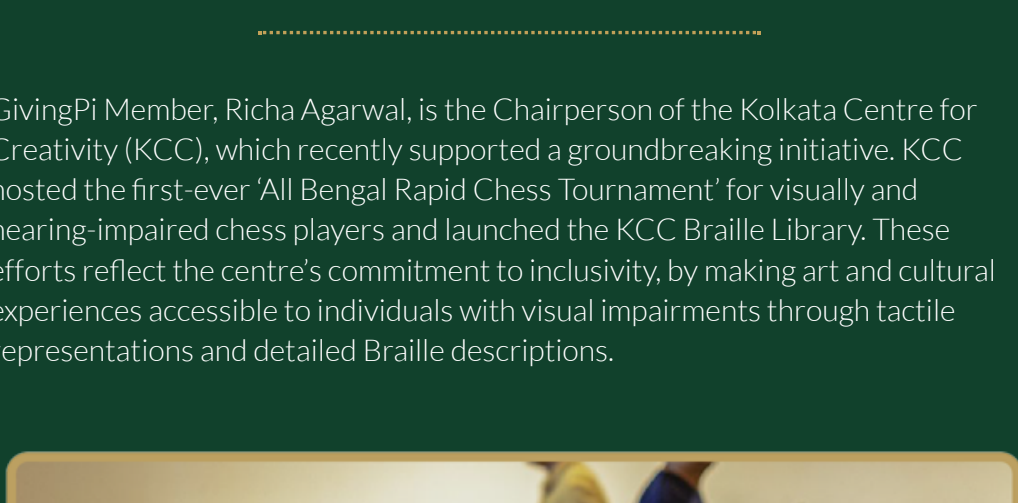 GivingPi Member, Richa Agarwal, is the Chairperson of the Kolkata Centre for
Creativity (KCC), which recently supported a groundbreaking initiative. KCC
hosted the first-ever ‘All Bengal Rapid Chess Tournament’ for visually and
hearing-impaired chess players and launched the KCC Braille Library. These
efforts reflect the centre’s commitment to inclusivity, by making art and cultural
experiences accessible to individuals with visual impairments through tactile
representations and detailed Braille descriptions.